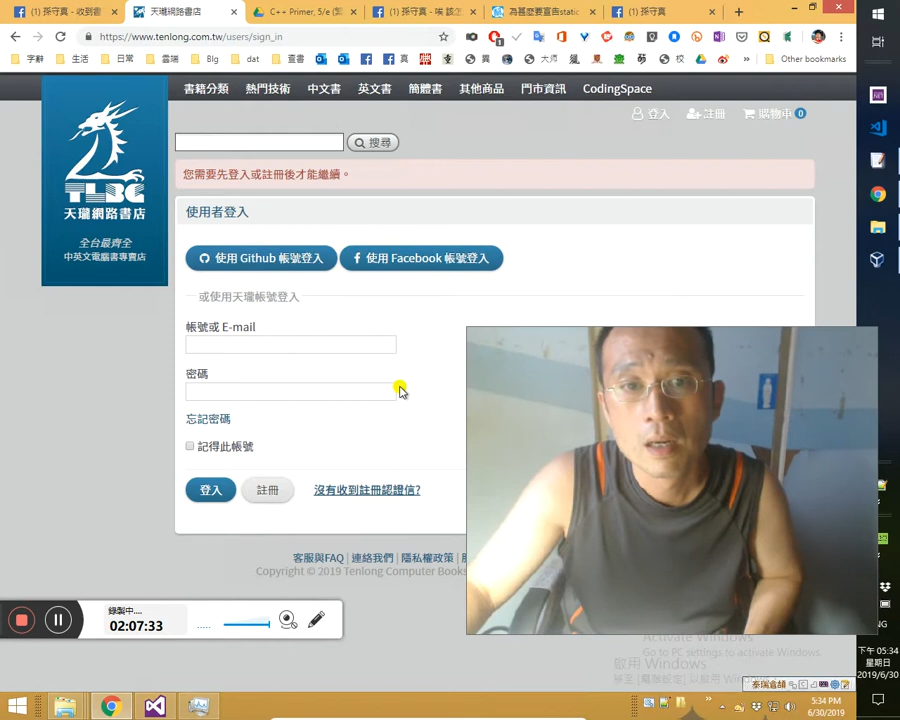 (1) 孫守真 - 收到書
天瓏網路書店
C++ Primer, 5/e (繁
(1) 孫守真 - 唉 該怎
為甚麼要宣告static
(1) 孫守真
https://www.tenlong.com.tw/users/sign_in
字辭 生活 日常 雲端 Blg dat 查書 真 異 大師 萌 校 » Other bookmarks
書籍分類 熱門技術 中文書 英文書 簡體書 其他商品 門市資訊 CodingSpace
登入 註冊 購物車 0
搜尋
TLBC
天瓏網路書店
全台最齊全
中英文電腦書專賣店
您需要先登入或註冊後才能繼續。
使用者登入
使用 Github 帳號登入 使用 Facebook 帳號登入
或使用天瓏帳號登入
帳號或 E-mail
密碼
忘記密碼
記得此帳號
登入 註冊 沒有收到註冊認證信?
客服與FAQ | 連絡我們 | 隱私權政策 |
Copyright © 2019 Tenlong Computer Books
錄製中....
02:07:33
Activate Windows
Go to PC settings to activate Windows.
啟用 Windows
下午 05:34
星期日
2019/6/30
5:34 PM
6/30/2019